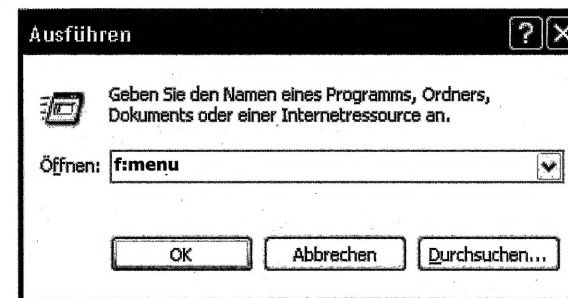 Ausführen
Geben Sie den Namen eines Programms, Ordners,
Dokuments oder einer Internetressource an.
Öffnen: f:menu
OK Abbrechen Durchsuchen...